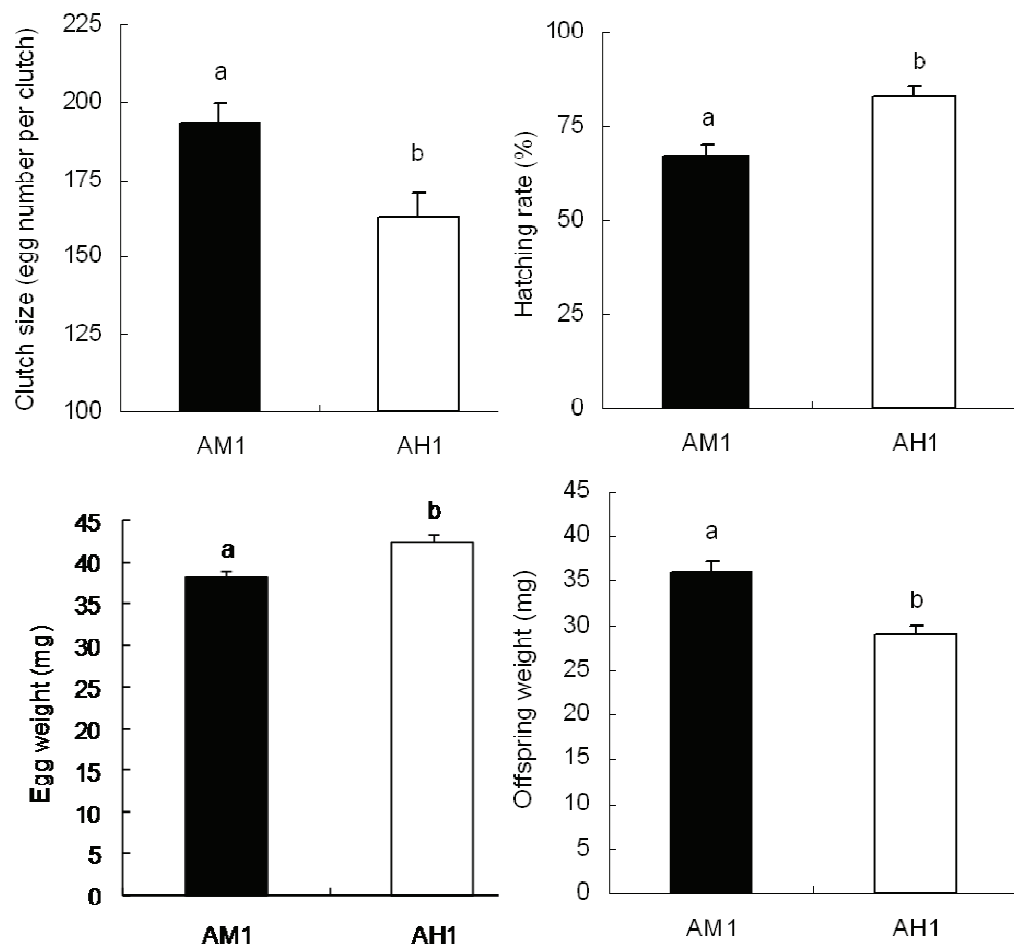 Clutch size (egg number per clutch)
225
200
175
150
125
100
a
b
AM1
AH1
Hatching rate (%)
100
75
50
25
0
a
b
AM1
AH1
Egg weight (mg)
45
40
35
30
25
20
15
10
5
0
a
b
AM1
AH1
Offspring weight (mg)
45
40
35
30
25
20
15
10
5
0
a
b
AM1
AH1